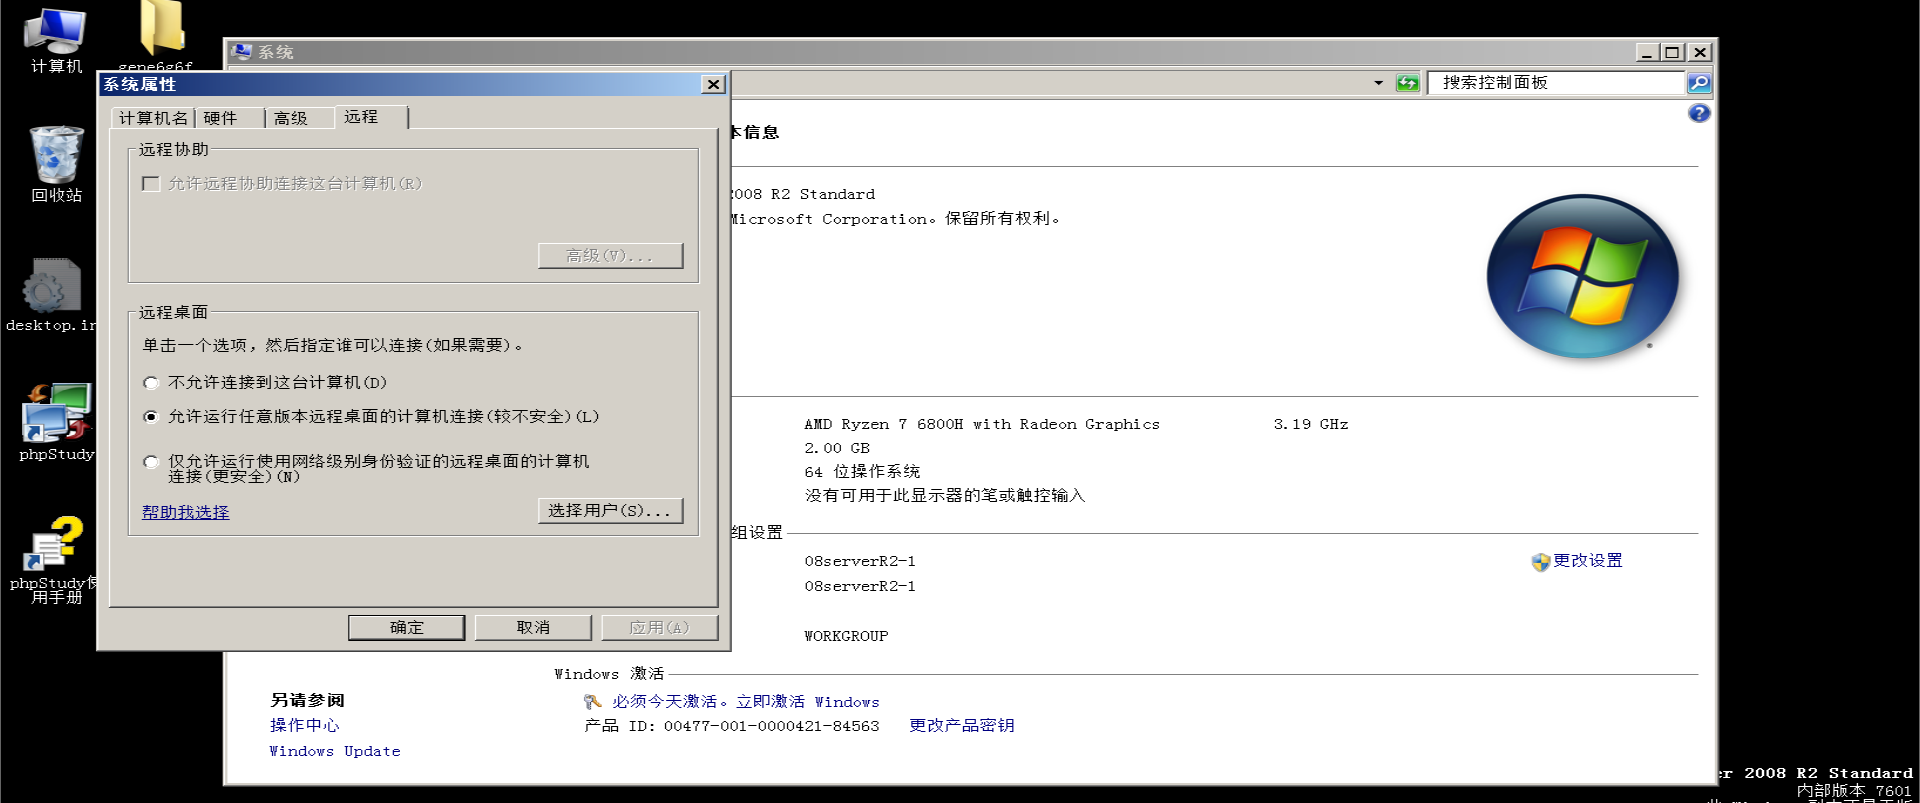 计算机
gene6g6f
回收站
desktop.in
phpStudy
phpStudy使
用手册
系统
搜索控制面板
系统属性
计算机名
硬件
高级
远程
远程协助
允许远程协助连接这台计算机(R)
高级(V)...
远程桌面
单击一个选项，然后指定谁可以连接(如果需要)。
不允许连接到这台计算机(D)
允许运行任意版本远程桌面的计算机连接(较不安全)(L)
仅允许运行使用网络级别身份验证的远程桌面的计算机
连接(更安全)(N)
帮助我选择
选择用户(S)...
确定
取消
应用(A)
本信息
2008 R2 Standard
Microsoft Corporation。保留所有权利。
AMD Ryzen 7 6800H with Radeon Graphics 3.19 GHz
2.00 GB
64 位操作系统
没有可用于此显示器的笔或触控输入
组设置
08serverR2-1
更改设置
08serverR2-1
WORKGROUP
Windows 激活
必须今天激活。立即激活 Windows
产品 ID: 00477-001-0000421-84563 更改产品密钥
另请参阅
操作中心
Windows Update
er 2008 R2 Standard
内部版本 7601